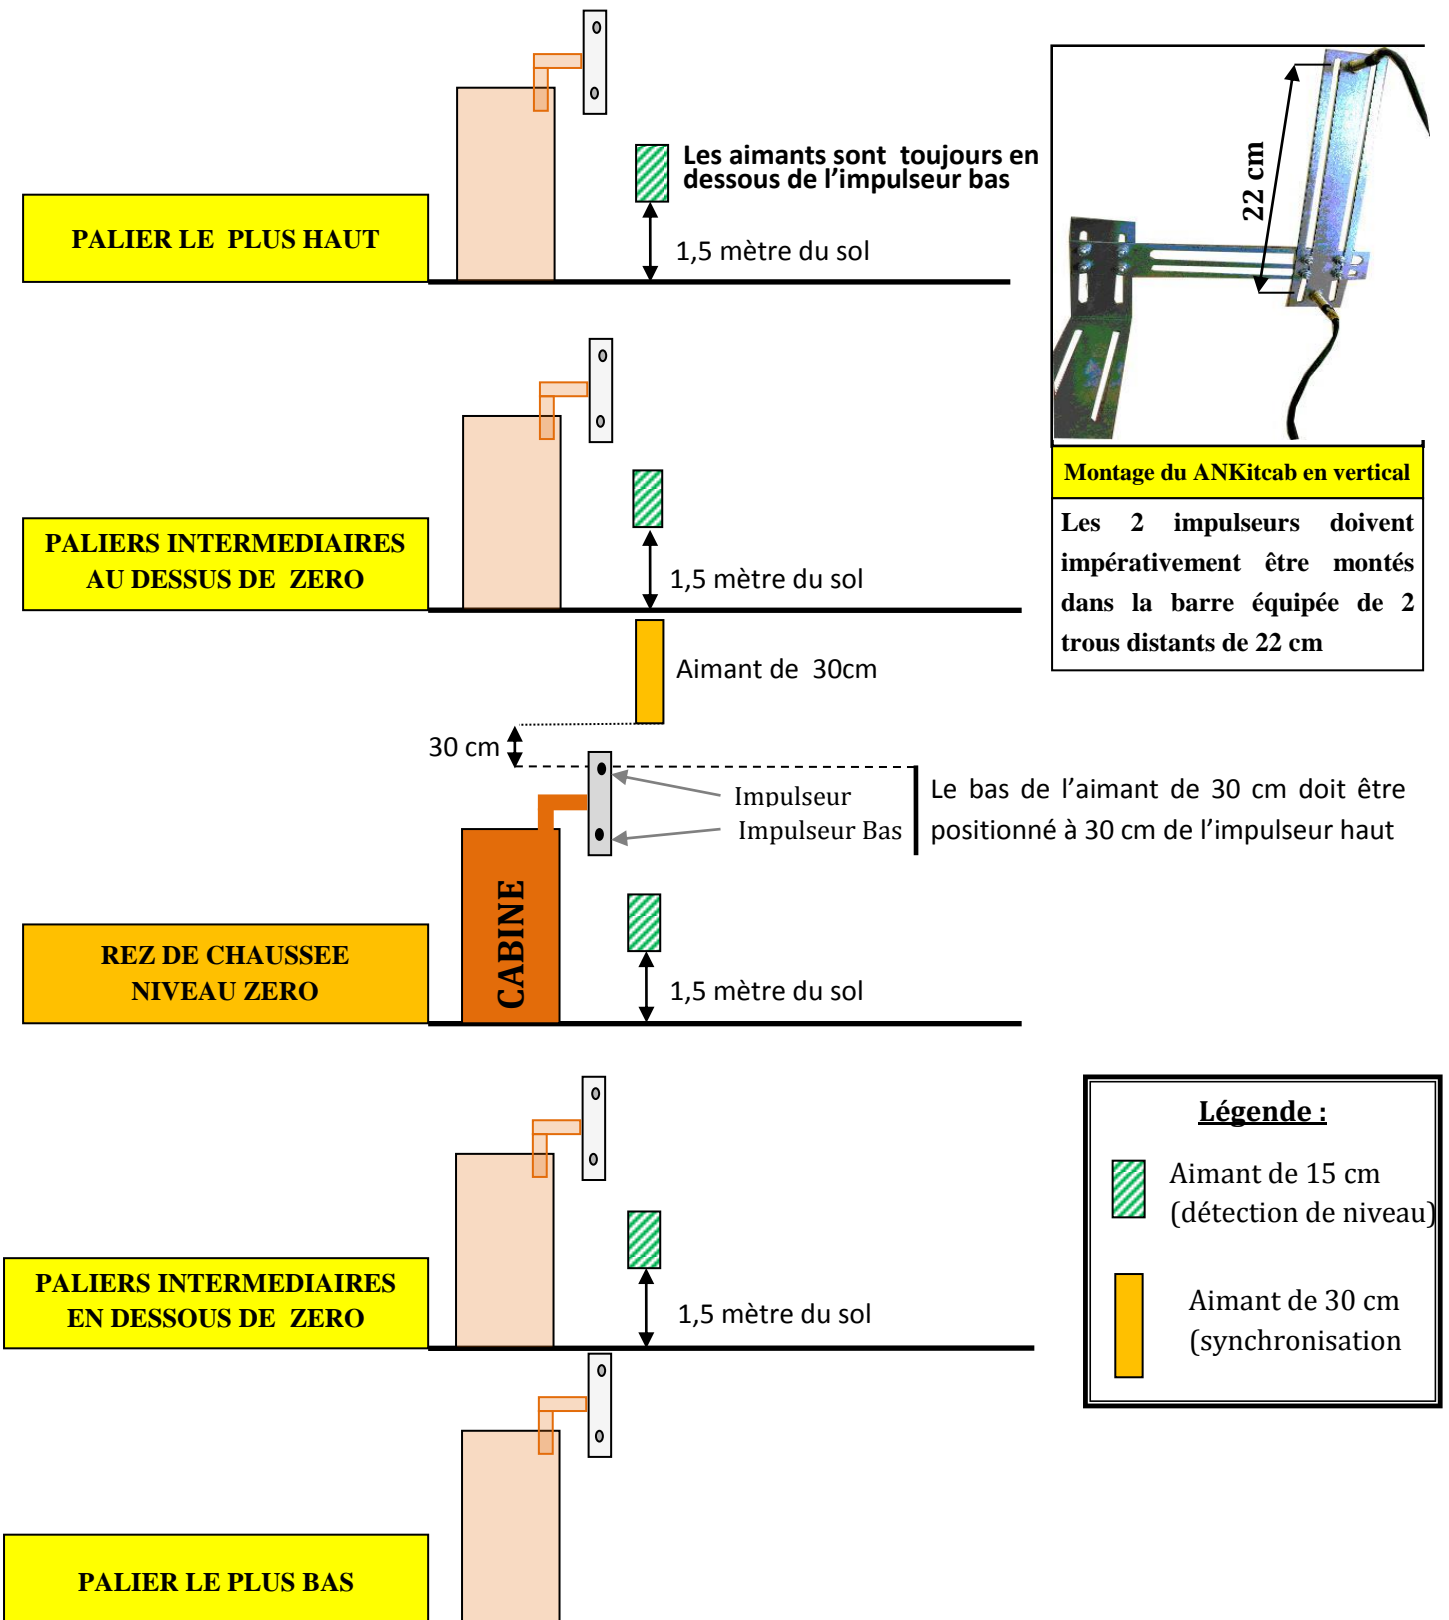 Les aimants sont toujours en
dessous de l'impulseur bas
PALIER LE PLUS HAUT
1,5 mètre du sol
22 cm
Montage du ANKitcab en vertical
Les 2 impulseurs doivent
impérativement être montés
dans la barre équipée de 2
trous distants de 22 cm
PALIERS INTERMEDIAIRES
AU DESSUS DE ZERO
1,5 mètre du sol
Aimant de 30cm
30 cm
Impulseur
Impulseur Bas
Le bas de l'aimant de 30 cm doit être
positionné à 30 cm de l'impulseur haut
CABINE
REZ DE CHAUSSEE
NIVEAU ZERO
1,5 mètre du sol
Légende :
Aimant de 15 cm
(détection de niveau)
Aimant de 30 cm
(synchronisation
PALIERS INTERMEDIAIRES
EN DESSOUS DE ZERO
1,5 mètre du sol
PALIER LE PLUS BAS